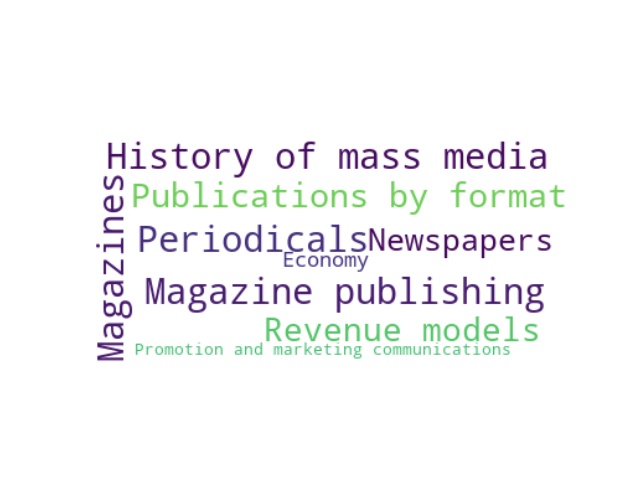 History of mass media
Magazines
Publications by format
Periodicals
Newspapers
Economy
Magazine publishing
Revenue models
Promotion and marketing communications